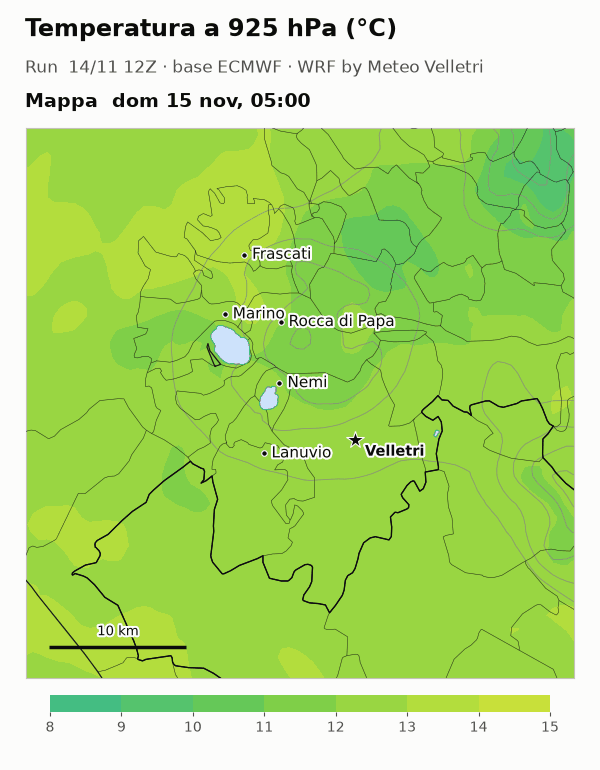 Temperatura a 925 hPa (°C)
Run  14/11 12Z · base ECMWF · WRF by Meteo Velletri
Mappa  dom 15 nov, 05:00
Frascati
Marino
Rocca di Papa
Nemi
Velletri
Lanuvio
10 km
8 9 10 11 12 13 14 15